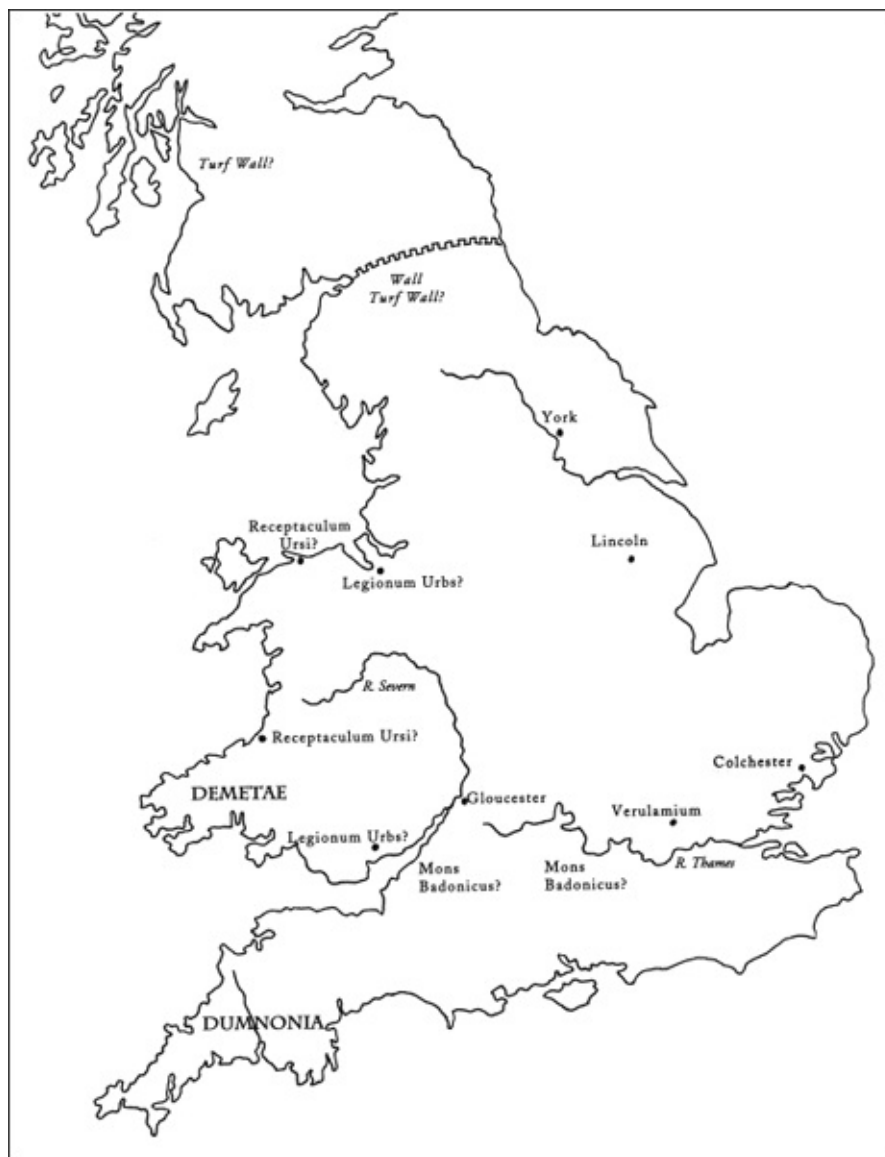 Turf Wall?
Wall
Turf Wall?
York
Receptaculum
Ursi?
Lincoln
Legionum Urbs?
R. Severn
Receptaculum Ursi?
Colchester
DEMETAE
Gloucester
Verulamium
Legionum Urbs?
R. Thames
Mons
Badonicus?
Mons
Badonicus?
DUMNONIA